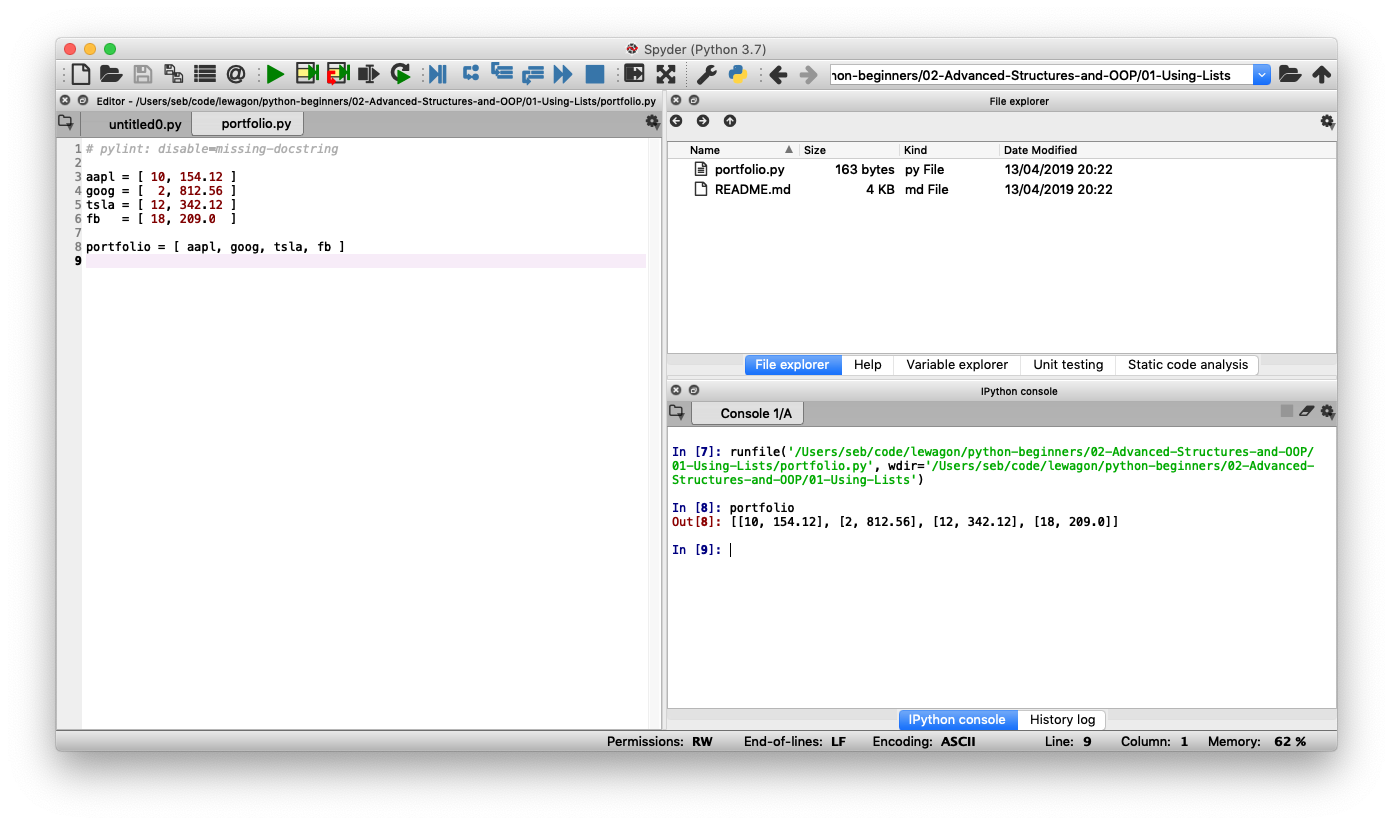 Spyder (Python 3.7)
non-beginners/02-Advanced-Structures-and-OOP/01-Using-Lists
Editor - /Users/seb/code/lewagon/python-beginners/02-Advanced-Structures-and-OOP/01-Using-Lists/portfolio.py
untitled0.py
portfolio.py
1 # pylint: disable=missing-docstring
2
3 aapl = [ 10, 154.12 ]
4 goog = [  2, 812.56 ]
5 tsla = [ 12, 342.12 ]
6 fb   = [ 18, 209.0  ]
7
8 portfolio = [ aapl, goog, tsla, fb ]
9
File explorer
Name Size Kind Date Modified
portfolio.py 163 bytes py File 13/04/2019 20:22
README.md 4 KB md File 13/04/2019 20:22
File explorer Help Variable explorer Unit testing Static code analysis
IPython console
Console 1/A
In [7]: runfile('/Users/seb/code/lewagon/python-beginners/02-Advanced-Structures-and-OOP/
01-Using-Lists/portfolio.py', wdir='/Users/seb/code/lewagon/python-beginners/02-Advanced-
Structures-and-OOP/01-Using-Lists')
In [8]: portfolio
Out[8]: [[10, 154.12], [2, 812.56], [12, 342.12], [18, 209.0]]
In [9]:
IPython console History log
Permissions: RW End-of-lines: LF Encoding: ASCII Line: 9 Column: 1 Memory: 62 %